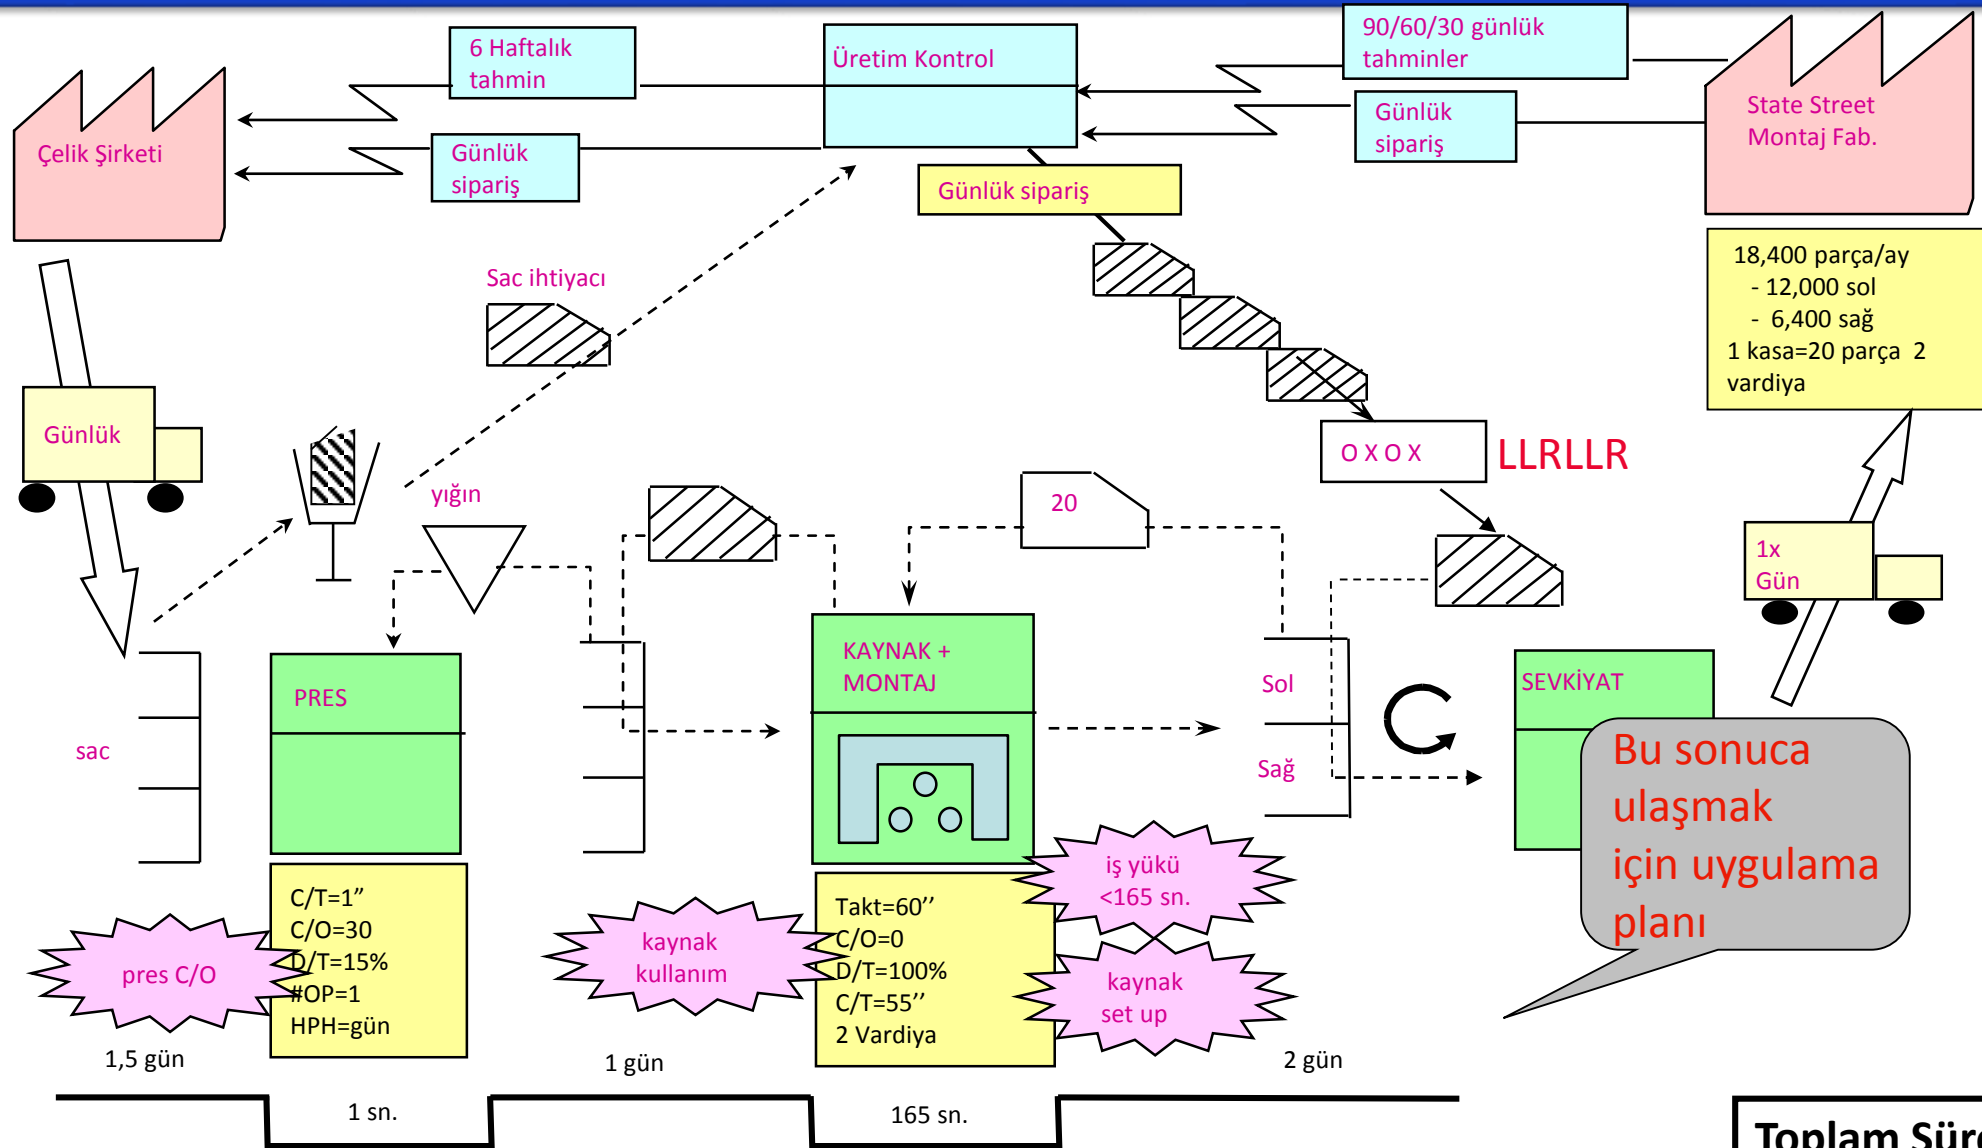 6 Haftalık
tahmin
Üretim Kontrol
90/60/30 günlük
tahminler
Çelik Şirketi
Günlük
sipariş
Günlük sipariş
Günlük
sipariş
State Street
Montaj Fab.
Sac ihtiyacı
18,400 parça/ay
- 12,000 sol
- 6,400 sağ
1 kasa=20 parça 2
vardiya
Günlük
yığın
20
O X O X
LLRLLR
1x
Gün
sac
PRES
KAYNAK +
MONTAJ
Sol
Sağ
SEVKİYAT
Bu sonuca
ulaşmak
için uygulama
planı
pres C/O
C/T=1”
C/O=30
D/T=15%
#OP=1
HPH=gün
kaynak
kullanım
Takt=60’’
C/O=0
D/T=100%
C/T=55’’
2 Vardiya
iş yükü
<165 sn.
kaynak
set up
1,5 gün
1 gün
2 gün
1 sn.
165 sn.
Toplam